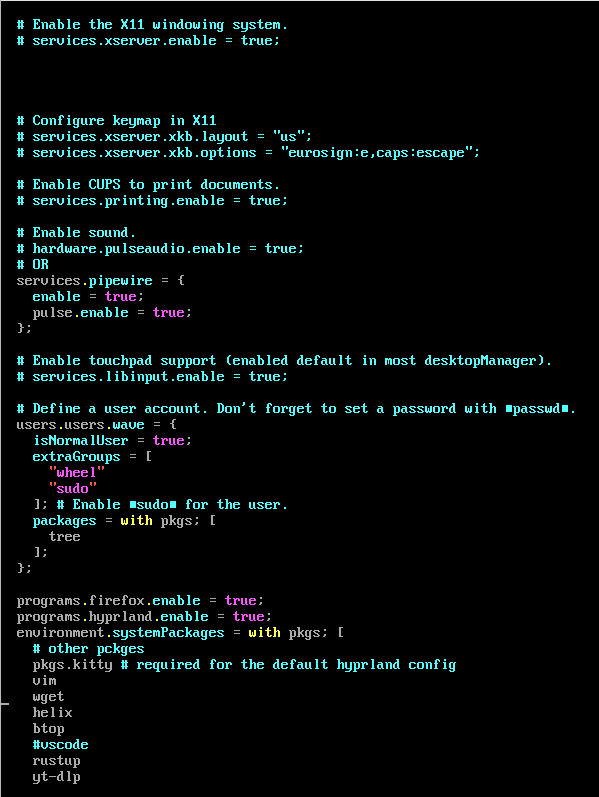 # Enable the X11 windowing system.
# services.xserver.enable = true;
# Configure keymap in X11
# services.xserver.xkb.layout = "us";
# services.xserver.xkb.options = "eurosign:e,caps:escape";
# Enable CUPS to print documents.
# services.printing.enable = true;
# Enable sound.
# hardware.pulseaudio.enable = true;
# OR
services.pipewire = {
  enable = true;
  pulse.enable = true;
};
# Enable touchpad support (enabled default in most desktopManager).
# services.libinput.enable = true;
# Define a user account. Don't forget to set a password with ■passwd■.
users.users.wave = {
  isNormalUser = true;
  extraGroups = [
    "wheel"
    "sudo"
  ]; # Enable ■sudo■ for the user.
  packages = with pkgs; [
    tree
  ];
};
programs.firefox.enable = true;
programs.hyprland.enable = true;
environment.systemPackages = with pkgs; [
  # other pckges
  pkgs.kitty # required for the default hyprland config
  vim
  wget
  helix
  btop
  #vscode
  rustup
  yt-dlp